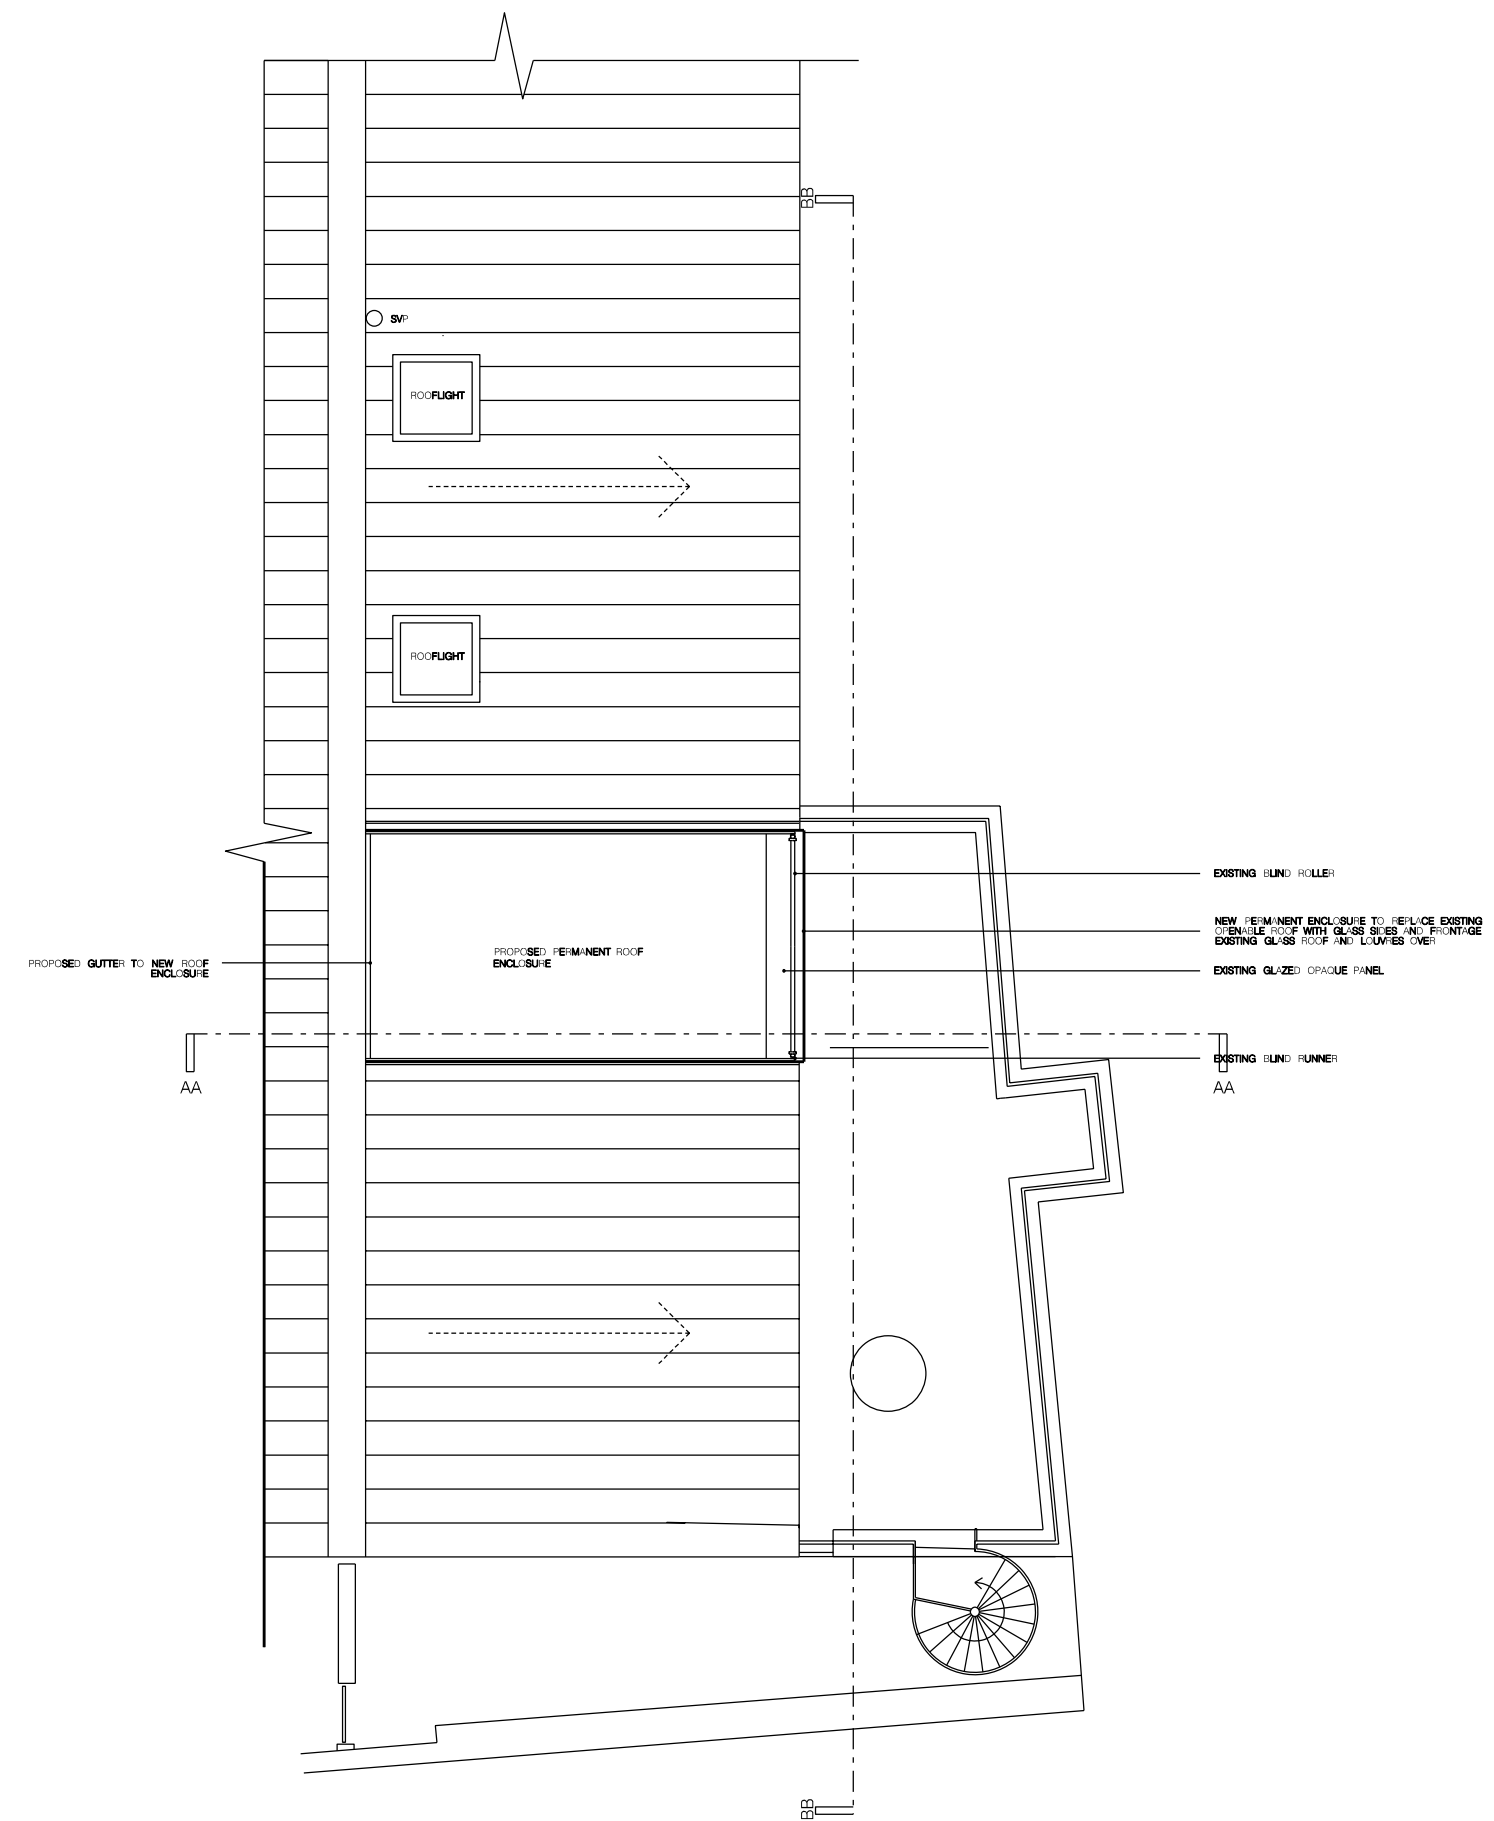 BB
SVP
ROOFLIGHT
ROOFLIGHT
EXISTING BLIND ROLLER
NEW PERMANENT ENCLOSURE TO REPLACE EXISTING
OPENABLE ROOF WITH GLASS SIDES AND FRONTAGE
EXISTING GLASS ROOF AND LOUVRES OVER
PROPOSED PERMANENT ROOF
ENCLOSURE
PROPOSED GUTTER TO NEW ROOF
ENCLOSURE
EXISTING GLAZED OPAQUE PANEL
EXISTING BLIND RUNNER
AA
AA
BB